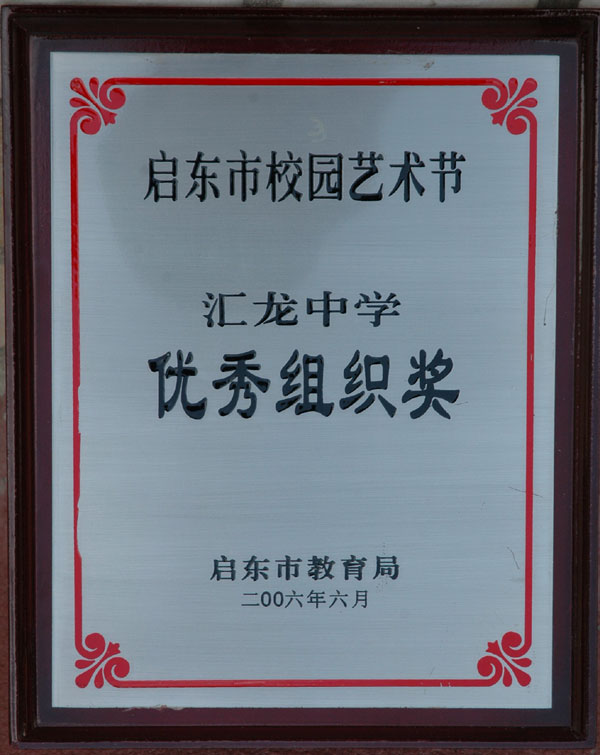 启东市校园艺术节
汇龙中学
优秀组织奖
启东市教育局
二00六年六月